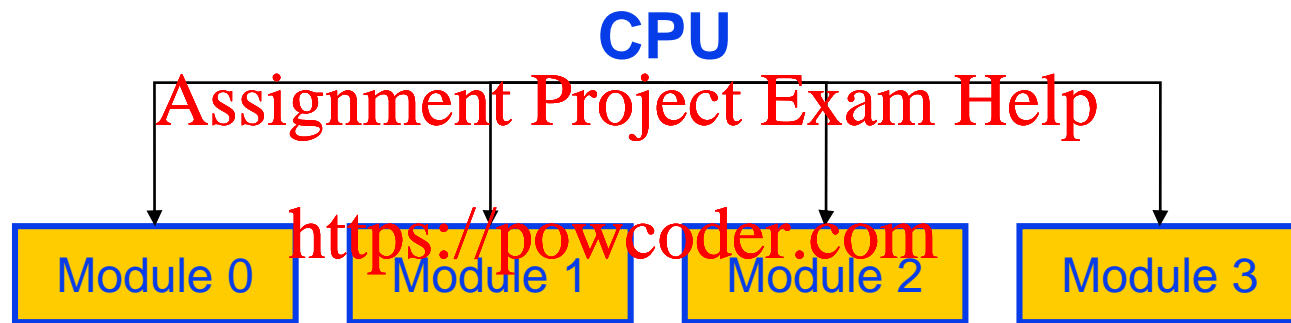 CPU
Assignment Project Exam Help
https://powcoder.com
Module 0 Module 1 Module 2 Module 3